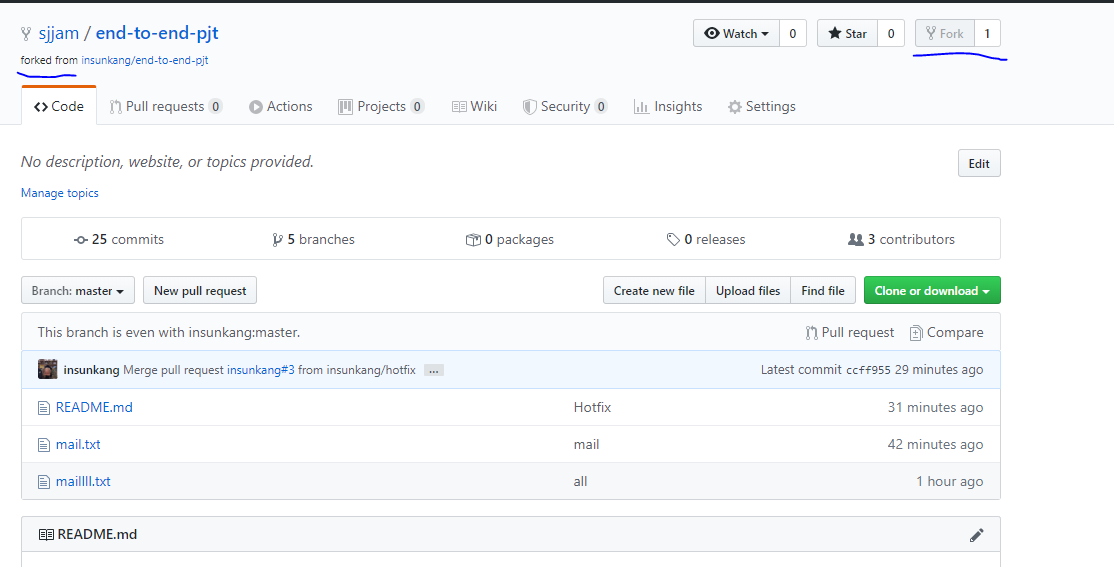 sjjam / end-to-end-pjt Watch 0 Star 0 Fork 1
forked from insunkang/end-to-end-pjt
Code Pull requests 0 Actions Projects 0 Wiki Security 0 Insights Settings
No description, website, or topics provided. Edit
Manage topics
25 commits 5 branches 0 packages 0 releases 3 contributors
Branch: master New pull request Create new file Upload files Find file Clone or download
This branch is even with insunkang:master. Pull request Compare
insunkang Merge pull request insunkang#3 from insunkang/hotfix ... Latest commit ccff955 29 minutes ago
README.md Hotfix 31 minutes ago
mail.txt mail 42 minutes ago
maillll.txt all 1 hour ago
README.md